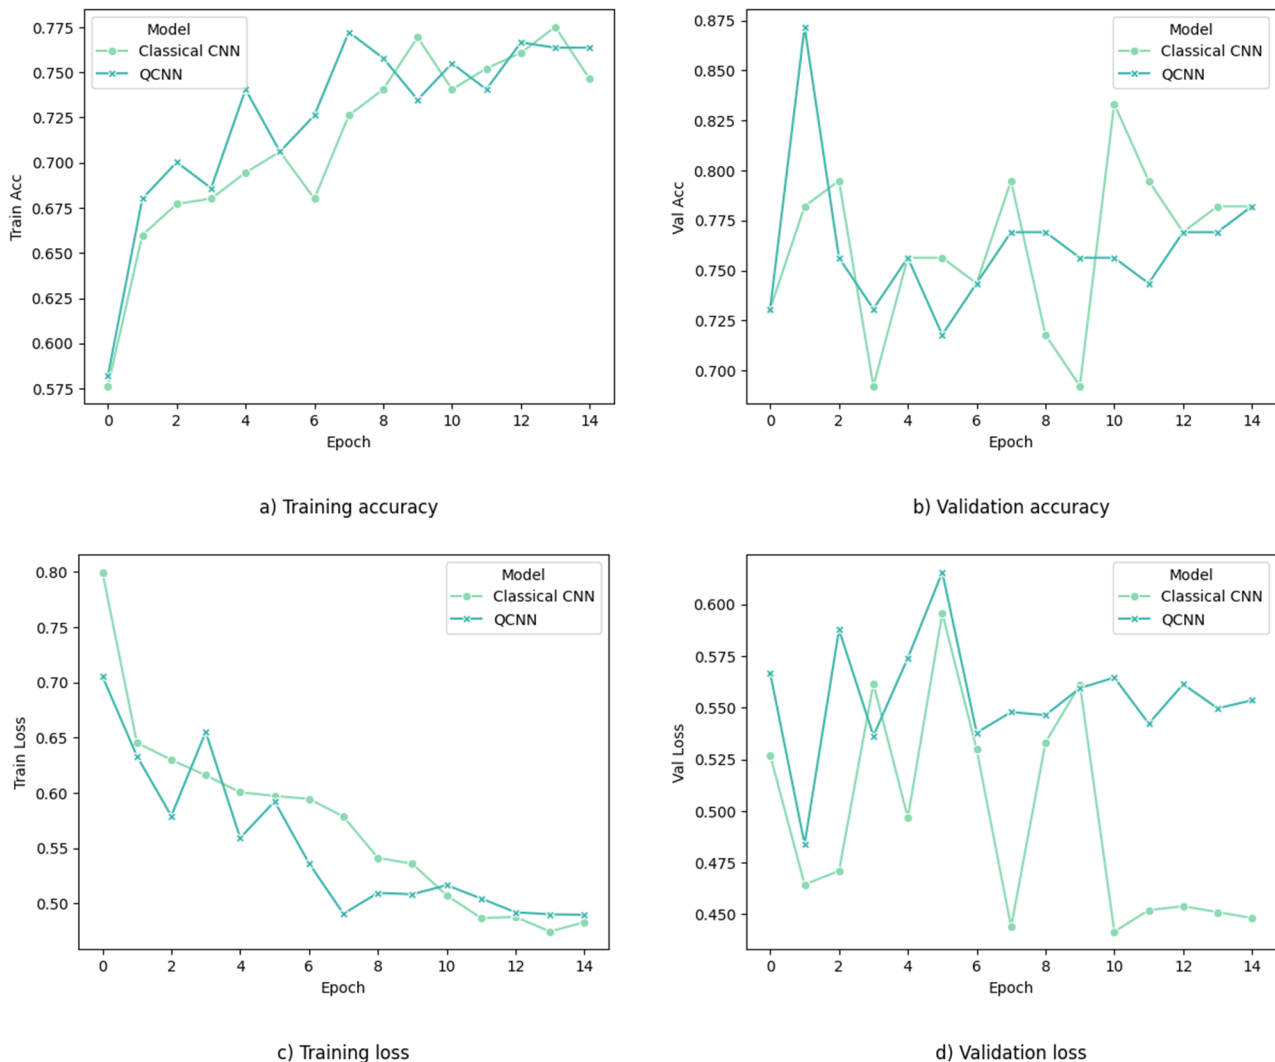 Model
Classical CNN
QCNN
0.775
0.750
0.725
0.700
0.675
0.650
0.625
0.600
0.575
Train Acc
0 2 4 6 8 10 12 14
Epoch
a) Training accuracy
Model
Classical CNN
QCNN
0.875
0.850
0.825
0.800
0.775
0.750
0.725
0.700
Val Acc
0 2 4 6 8 10 12 14
Epoch
b) Validation accuracy
Model
Classical CNN
QCNN
0.80
0.75
0.70
0.65
0.60
0.55
0.50
Train Loss
0 2 4 6 8 10 12 14
Epoch
c) Training loss
Model
Classical CNN
QCNN
0.600
0.575
0.550
0.525
0.500
0.475
0.450
Val Loss
0 2 4 6 8 10 12 14
Epoch
d) Validation loss